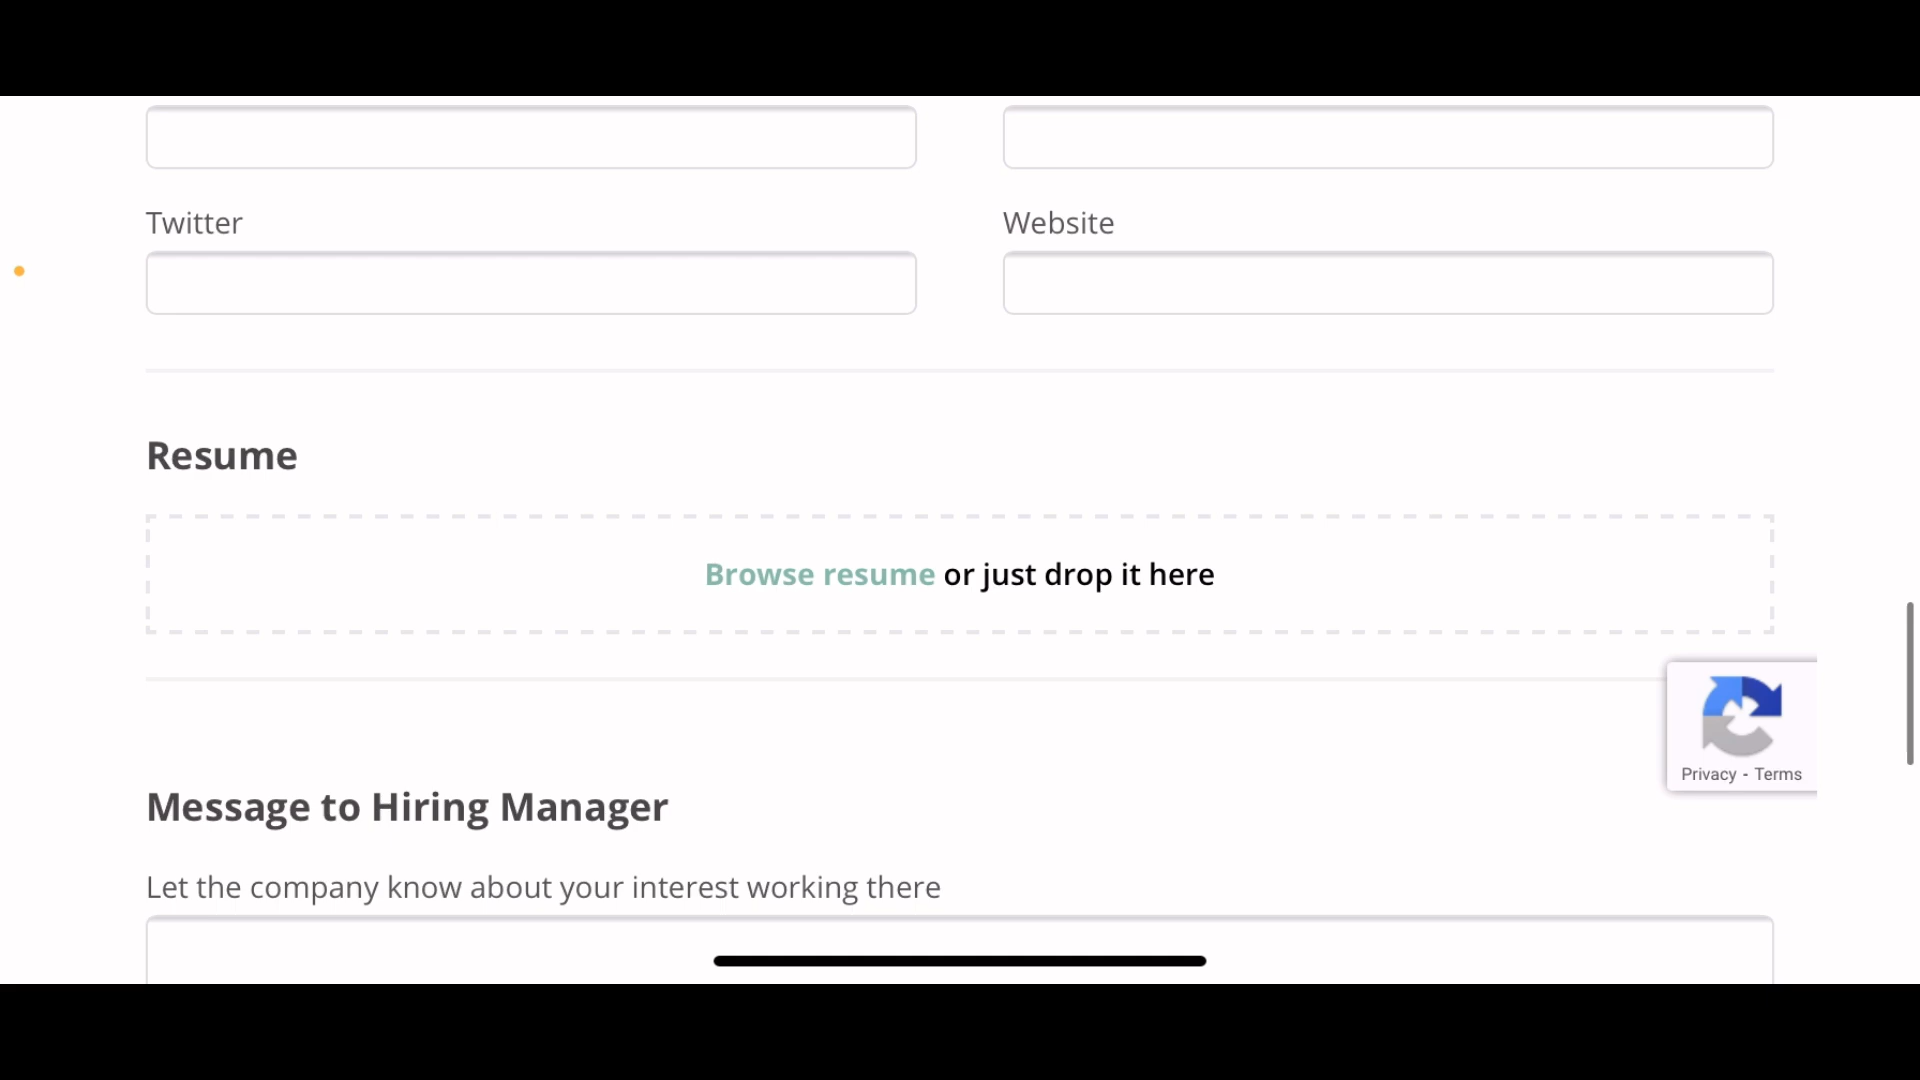 Twitter
Website
Resume
Browse resume or just drop it here
Privacy - Terms
Message to Hiring Manager
Let the company know about your interest working there